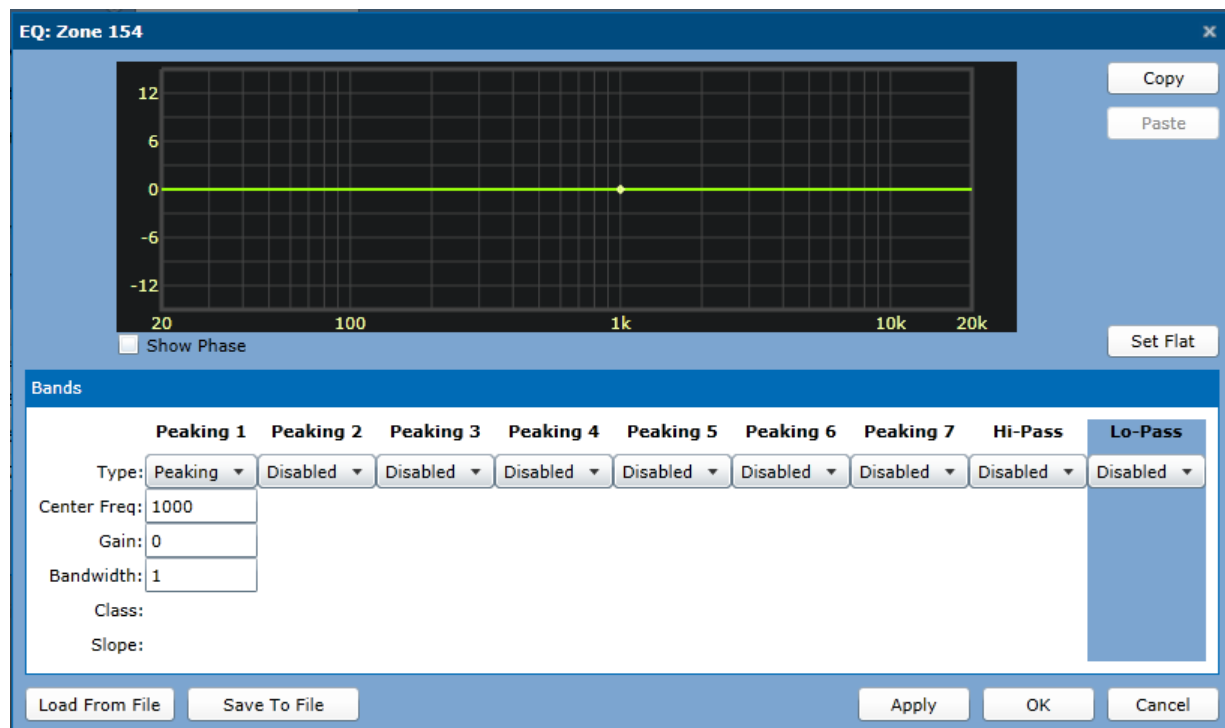 EQ: Zone 154
Copy
Paste
12
6
0
-6
-12
20 100 1k 10k 20k
Show Phase
Set Flat
Bands
Peaking 1 Peaking 2 Peaking 3 Peaking 4 Peaking 5 Peaking 6 Peaking 7 Hi-Pass Lo-Pass
Type: Peaking Disabled Disabled Disabled Disabled Disabled Disabled Disabled Disabled
Center Freq: 1000
Gain: 0
Bandwidth: 1
Class:
Slope:
Load From File Save To File Apply OK Cancel